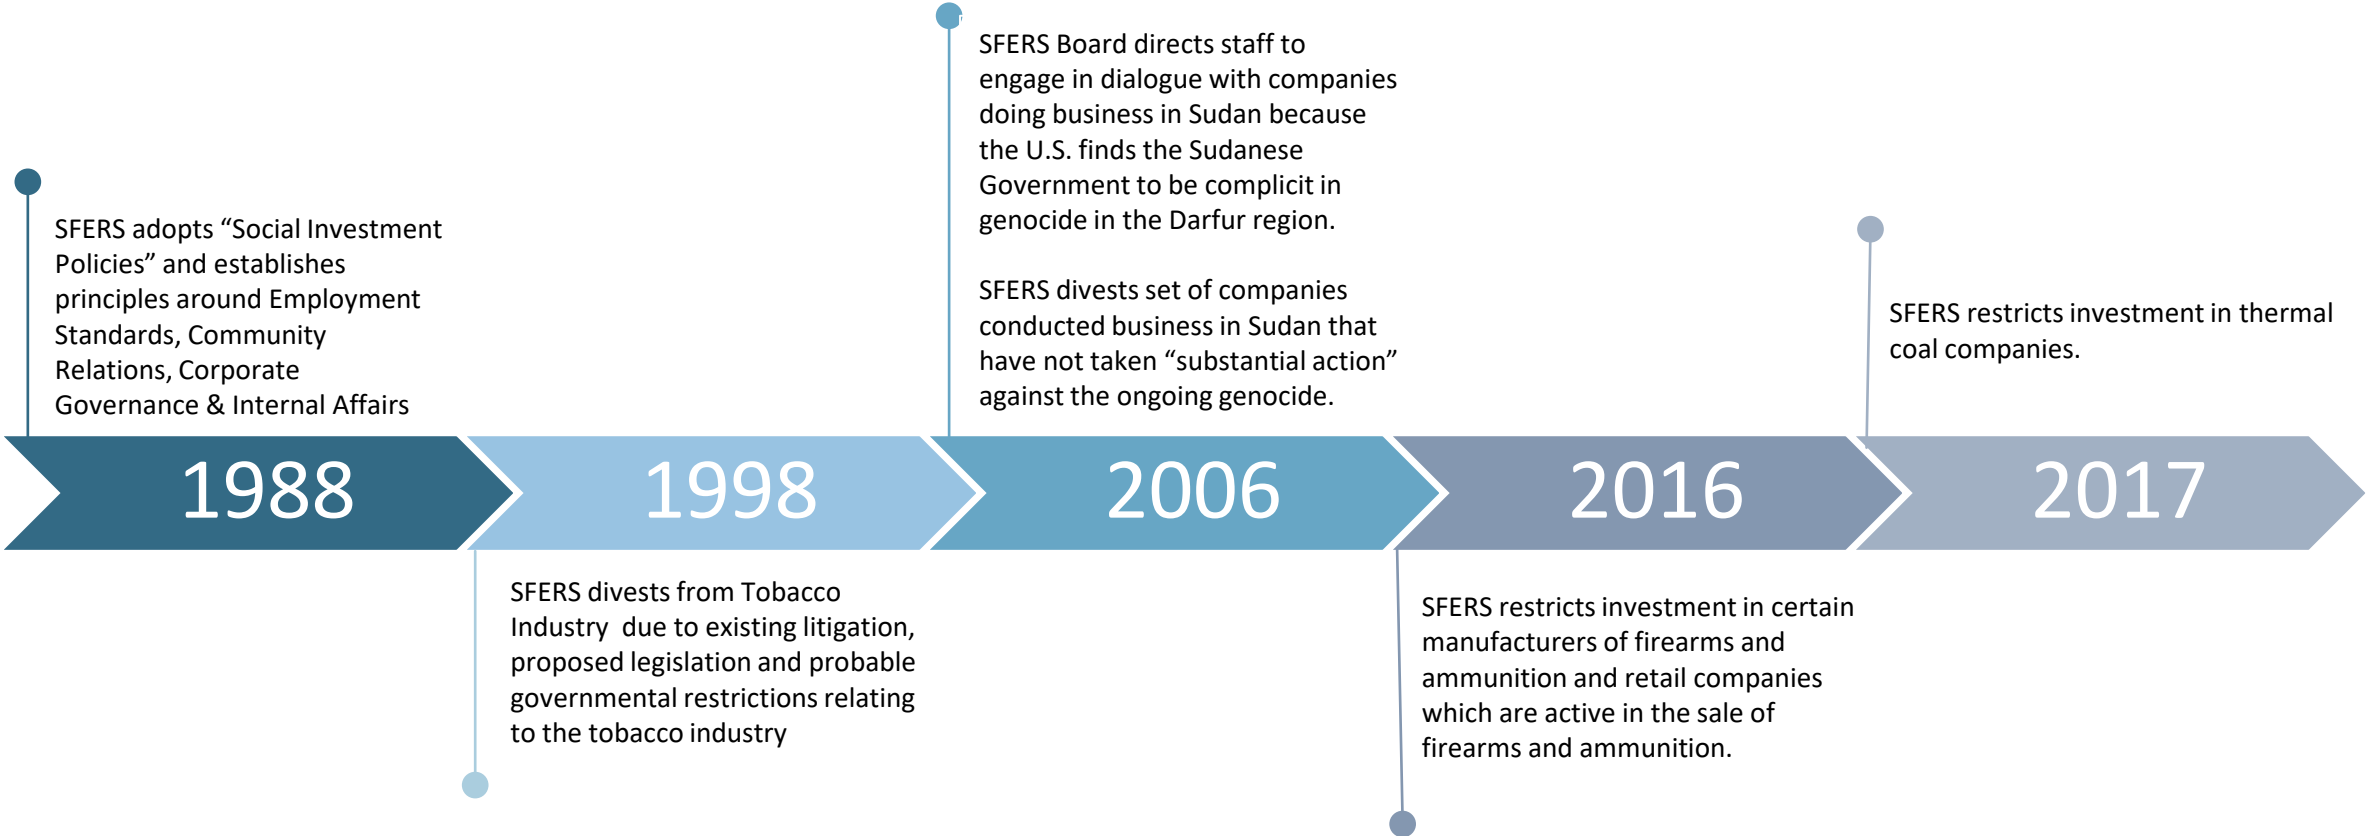 SFERS adopts “Social Investment
Policies” and establishes
principles around Employment
Standards, Community
Relations, Corporate
Governance & Internal Affairs
1988
SFERS divests from Tobacco
Industry  due to existing litigation,
proposed legislation and probable
governmental restrictions relating
to the tobacco industry
1998
SFERS Board directs staff to
engage in dialogue with companies
doing business in Sudan because
the U.S. finds the Sudanese
Government to be complicit in
genocide in the Darfur region.
SFERS divests set of companies
conducted business in Sudan that
have not taken “substantial action”
against the ongoing genocide.
2006
SFERS restricts investment in certain
manufacturers of firearms and
ammunition and retail companies
which are active in the sale of
firearms and ammunition.
2016
SFERS restricts investment in thermal
coal companies.
2017